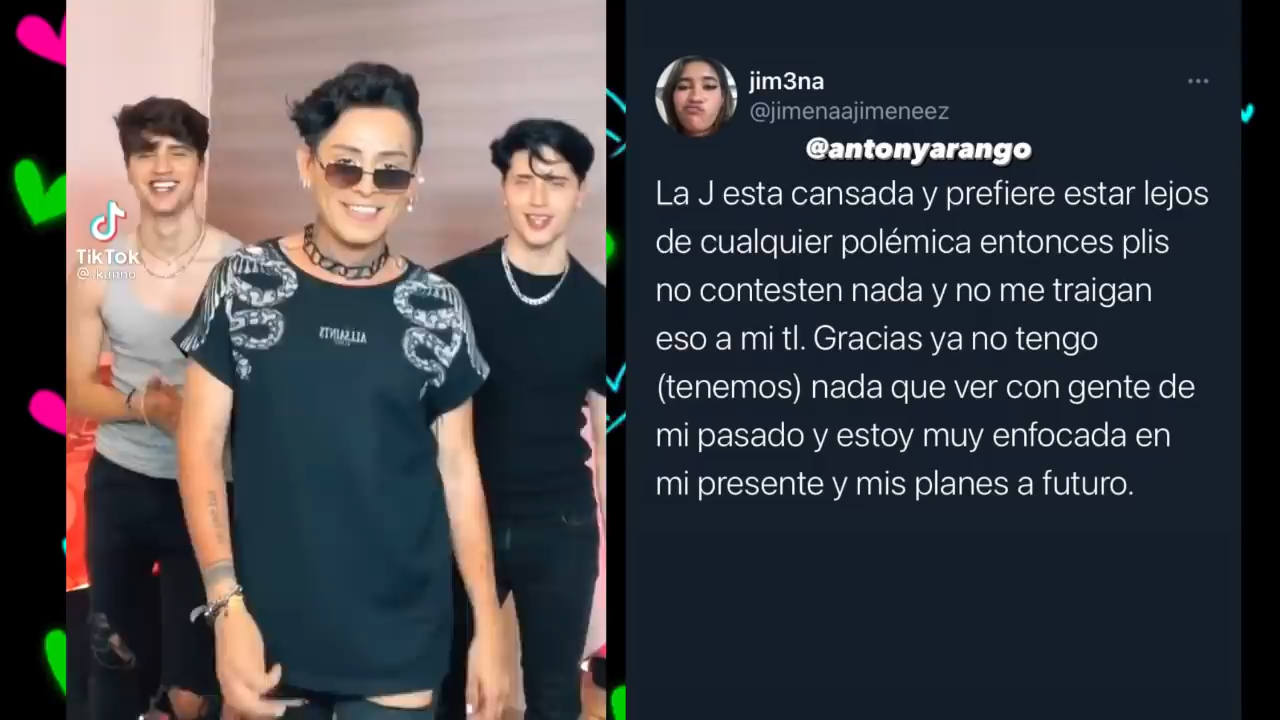 TikTok
@_.kunno
ALLSAINTS
jim3na
@jimenaajimeneez
@antonyarango
La J esta cansada y prefiere estar lejos
de cualquier polémica entonces plis
no contesten nada y no me traigan
eso a mi tl. Gracias ya no tengo
(tenemos) nada que ver con gente de
mi pasado y estoy muy enfocada en
mi presente y mis planes a futuro.